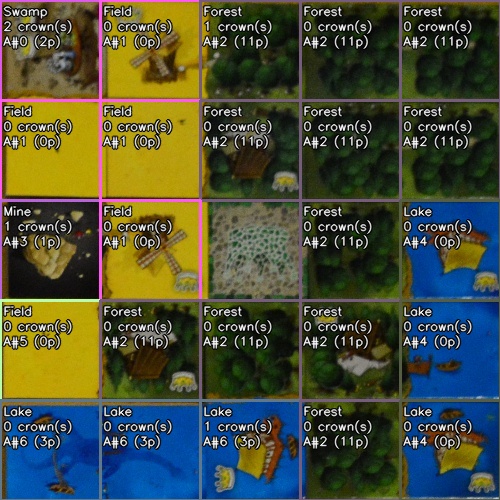 Swamp
2 crown(s)
A#0 (2p)
Field
0 crown(s)
A#1 (0p)
Forest
1 crown(s)
A#2 (11p)
Forest
0 crown(s)
A#2 (11p)
Forest
0 crown(s)
A#2 (11p)
Field
0 crown(s)
A#1 (0p)
Field
0 crown(s)
A#1 (0p)
Forest
0 crown(s)
A#2 (11p)
Forest
0 crown(s)
A#2 (11p)
Forest
0 crown(s)
A#2 (11p)
Mine
1 crown(s)
A#3 (1p)
Field
0 crown(s)
A#1 (0p)
Forest
0 crown(s)
A#2 (11p)
Lake
0 crown(s)
A#4 (0p)
Field
0 crown(s)
A#5 (0p)
Forest
0 crown(s)
A#2 (11p)
Forest
0 crown(s)
A#2 (11p)
Forest
0 crown(s)
A#2 (11p)
Lake
0 crown(s)
A#4 (0p)
Lake
0 crown(s)
A#6 (3p)
Lake
0 crown(s)
A#6 (3p)
Lake
1 crown(s)
A#6 (3p)
Forest
0 crown(s)
A#2 (11p)
Lake
0 crown(s)
A#4 (0p)